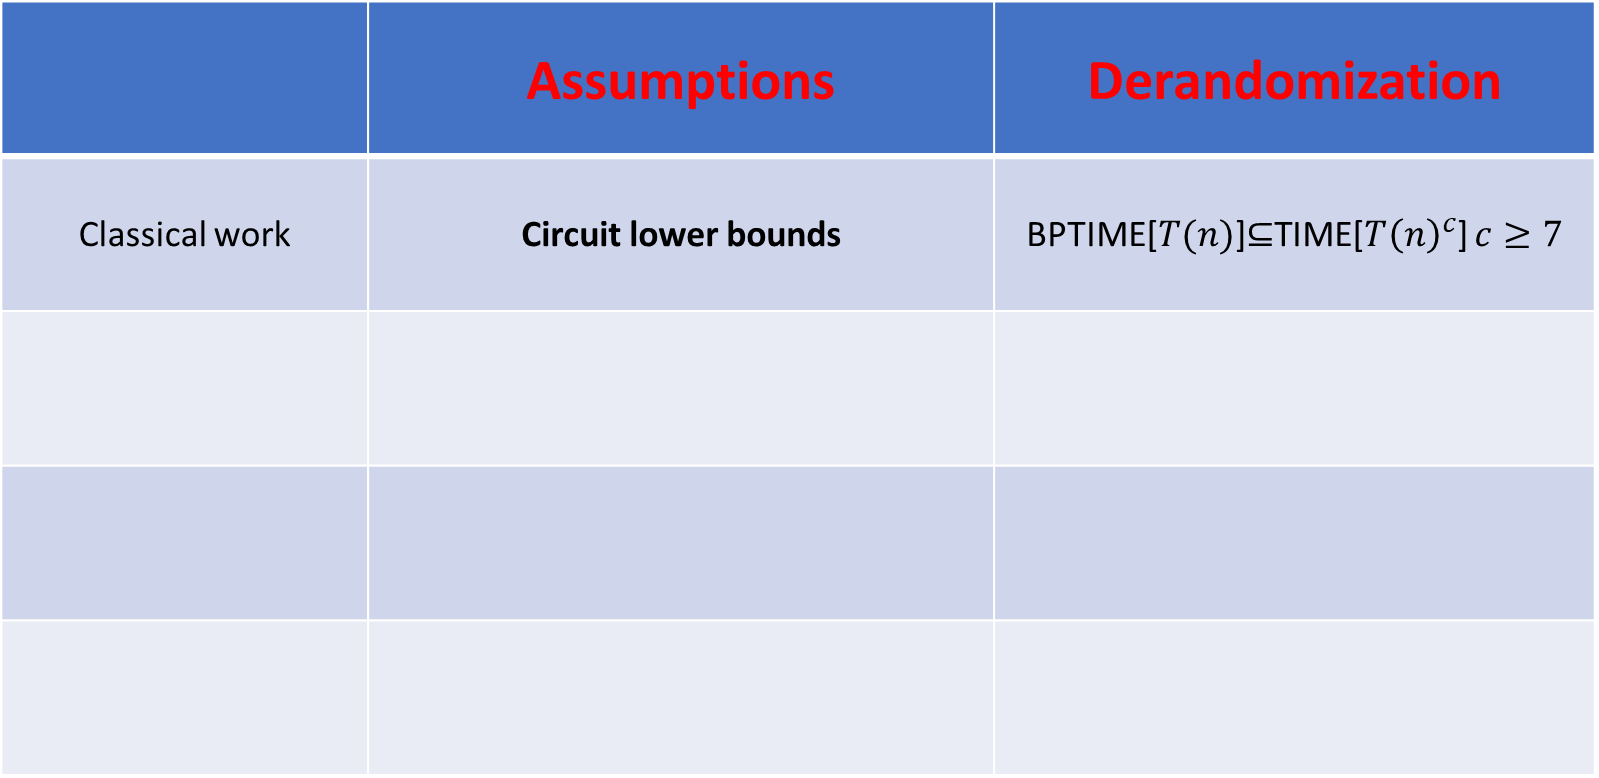 Assumptions Derandomization
Classical work Circuit lower bounds BPTIME[𝑇(𝑛)]⊆TIME[𝑇(𝑛)^𝑐] 𝑐 ≥ 7